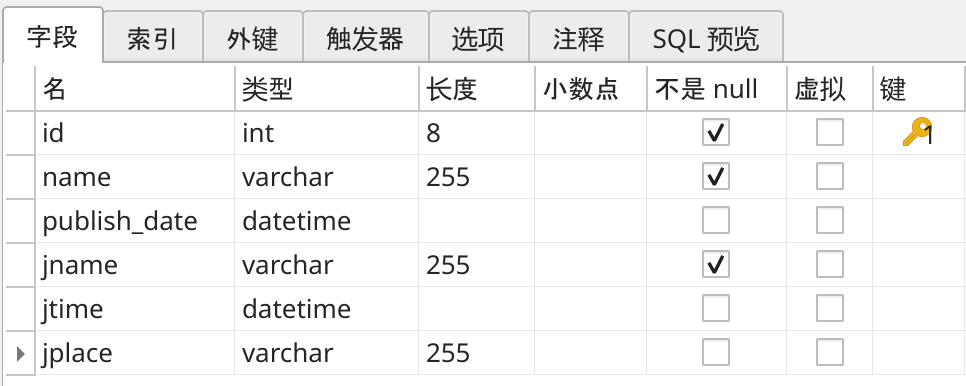 字段 索引 外键 触发器 选项 注释 SQL 预览
名 类型 长度 小数点 不是 null 虚拟 键
id int 8 1
name varchar 255
publish_date datetime
jname varchar 255
jtime datetime
jplace varchar 255